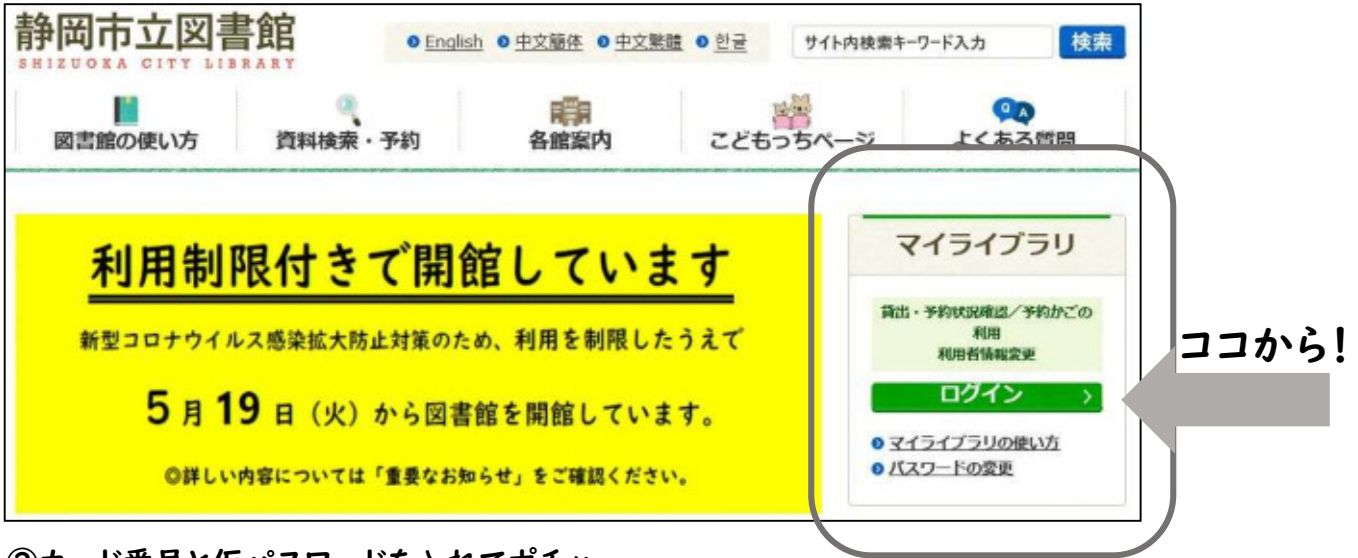 静岡市立図書館
SHIZUOKA CITY LIBRARY
English 中文簡体 中文繁體 한글
サイト内検索キーワード入力 検索
図書館の使い方 資料検索・予約 各館案内 こどもっちページ よくある質問
利用制限付きで開館しています
新型コロナウイルス感染拡大防止対策のため、利用を制限したうえで
5月19日（火）から図書館を開館しています。
◎詳しい内容については「重要なお知らせ」をご確認ください。
マイライブラリ
貸出・予約状況確認／予約かごの
利用
利用者情報変更
ログイン
マイライブラリの使い方
パスワードの変更
ココから!